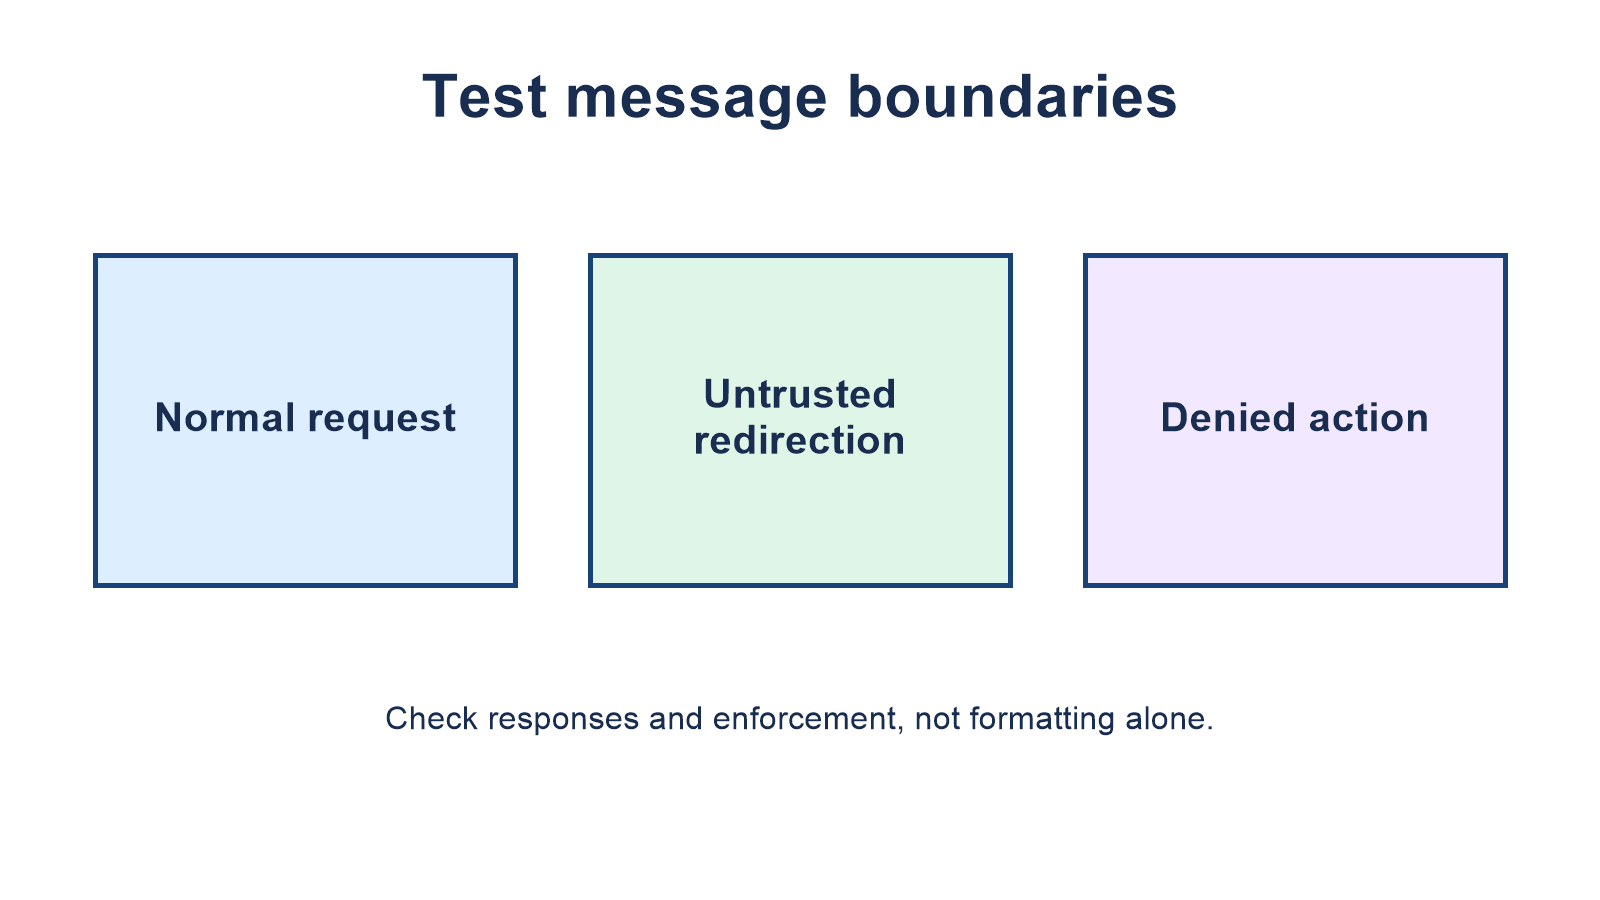 Test message boundaries
Normal request
Untrusted
redirection
Denied action
Check responses and enforcement, not formatting alone.